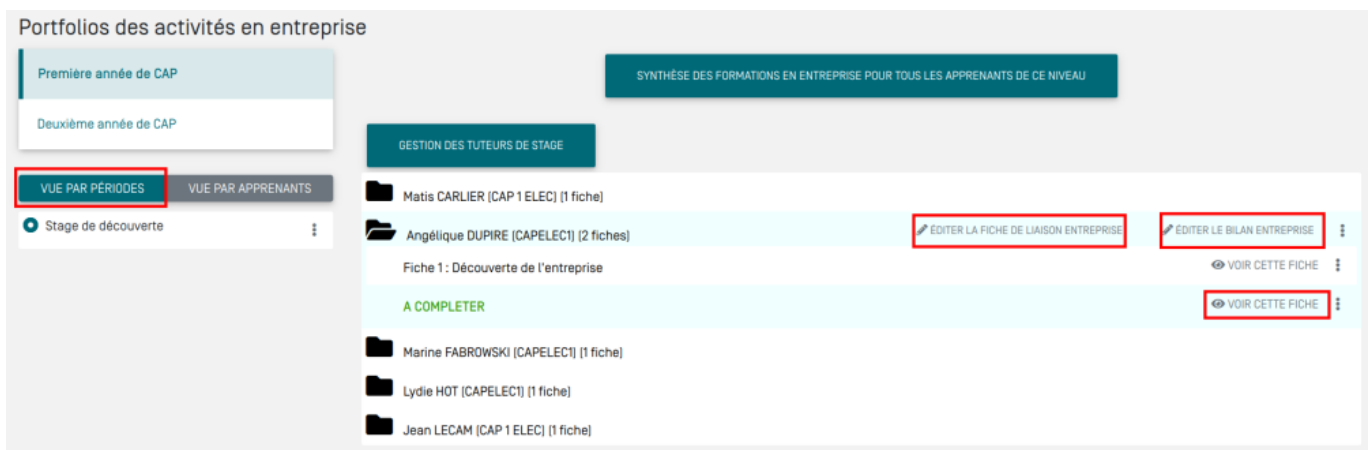 Portfolios des activités en entreprise
Première année de CAP
Deuxième année de CAP
SYNTHÈSE DES FORMATIONS EN ENTREPRISE POUR TOUS LES APPRENANTS DE CE NIVEAU
GESTION DES TUTEURS DE STAGE
VUE PAR PÉRIODES VUE PAR APPRENANTS
Stage de découverte
Matis CARLIER (CAP 1 ELEC) (1 fiche)
Angélique DUPIRE (CAPELEC1) (2 fiches) ÉDITER LA FICHE DE LIAISON ENTREPRISE ÉDITER LE BILAN ENTREPRISE
Fiche 1 : Découverte de l'entreprise VOIR CETTE FICHE
A COMPLETER VOIR CETTE FICHE
Marine FABROWSKI (CAPELEC1) (1 fiche)
Lydie HOT (CAPELEC1) (1 fiche)
Jean LECAM (CAP 1 ELEC) (1 fiche)